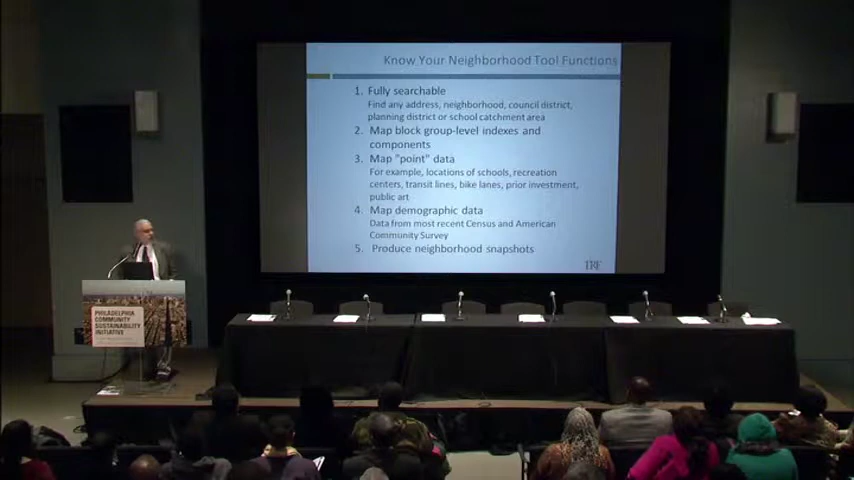 Know Your Neighborhood Tool Functions
1. Fully searchable
Find any address, neighborhood, council district,
planning district or school catchment area
2. Map block group-level indexes and
components
3. Map "point" data
For example, locations of schools, recreation
centers, transit lines, bike lanes, prior investment,
public art
4. Map demographic data
Data from most recent Census and American
Community Survey
5. Produce neighborhood snapshots
TRF
PHILADELPHIA
COMMUNITY
SUSTAINABILITY
INITIATIVE